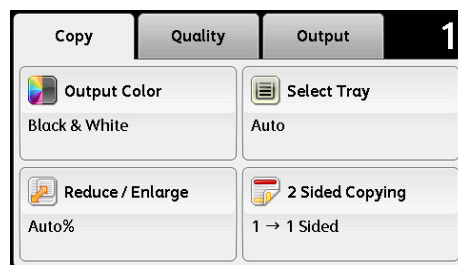 Copy Quality Output 1
Output Color Select Tray
Black & White Auto
Reduce / Enlarge 2 Sided Copying
Auto% 1 → 1 Sided